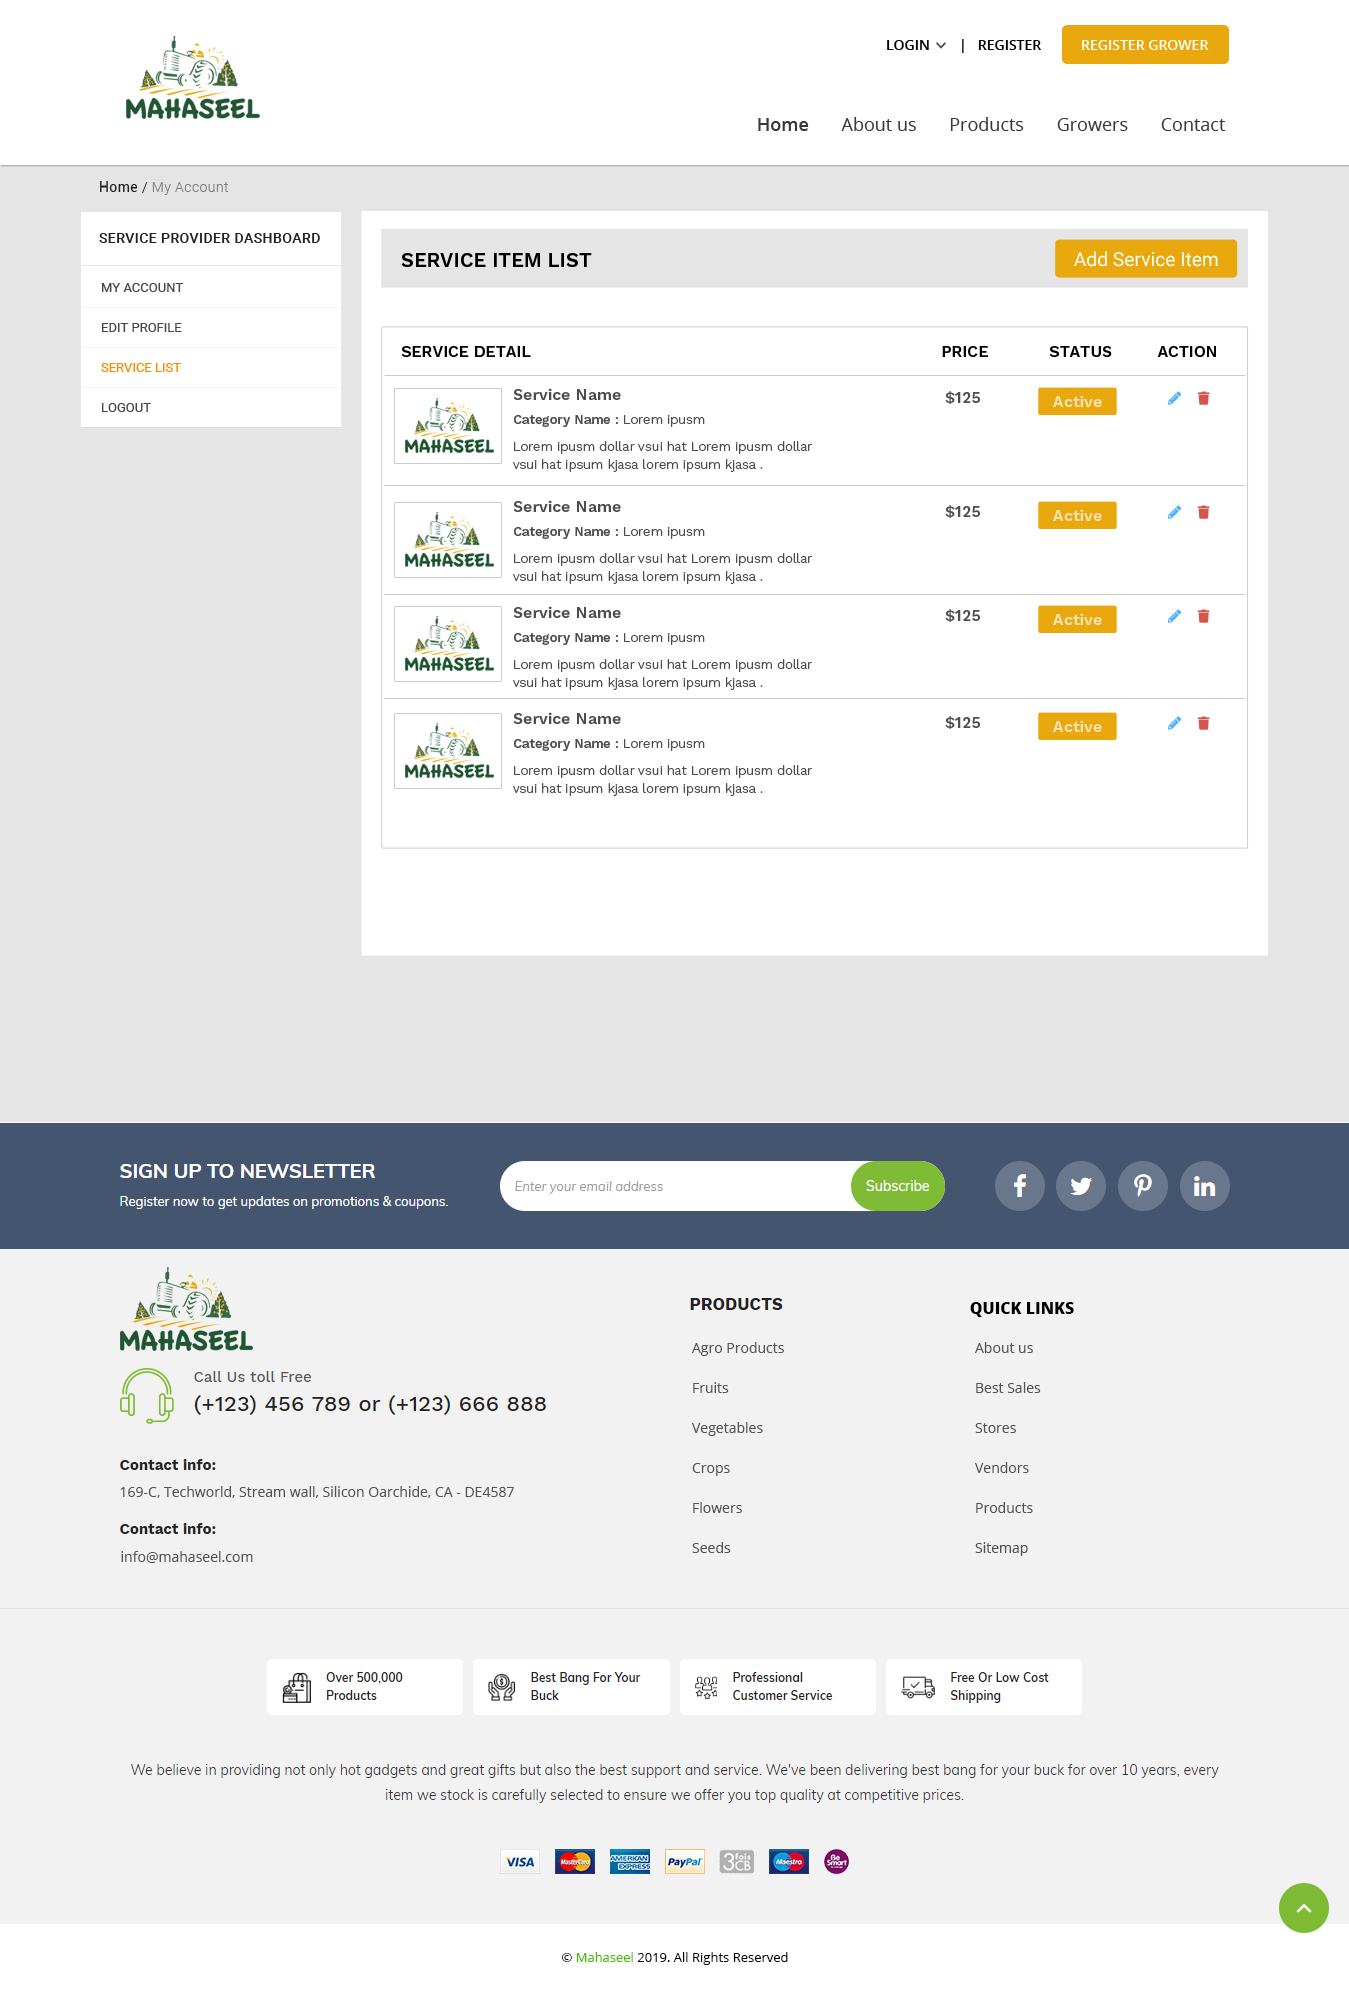 LOGIN | REGISTER REGISTER GROWER
MAHASEEL
Home About us Products Growers Contact
Home / My Account
SERVICE PROVIDER DASHBOARD
MY ACCOUNT
EDIT PROFILE
SERVICE LIST
LOGOUT
SERVICE ITEM LIST Add Service Item
SERVICE DETAIL PRICE STATUS ACTION
MAHASEEL
Service Name $125 Active
Category Name : Lorem ipusm
Lorem ipusm dollar vsui hat Lorem ipusm dollar
vsui hat ipsum kjasa lorem ipsum kjasa .
MAHASEEL
Service Name $125 Active
Category Name : Lorem ipusm
Lorem ipusm dollar vsui hat Lorem ipusm dollar
vsui hat ipsum kjasa lorem ipsum kjasa .
MAHASEEL
Service Name $125 Active
Category Name : Lorem ipusm
Lorem ipusm dollar vsui hat Lorem ipusm dollar
vsui hat ipsum kjasa lorem ipsum kjasa .
MAHASEEL
Service Name $125 Active
Category Name : Lorem ipusm
Lorem ipusm dollar vsui hat Lorem ipusm dollar
vsui hat ipsum kjasa lorem ipsum kjasa .
SIGN UP TO NEWSLETTER
Register now to get updates on promotions & coupons.
Enter your email address Subscribe
MAHASEEL
Call Us toll Free
(+123) 456 789 or (+123) 666 888
Contact info:
169-C, Techworld, Stream wall, Silicon Oarchide, CA - DE4587
Contact info:
info@mahaseel.com
PRODUCTS
Agro Products
Fruits
Vegetables
Crops
Flowers
Seeds
QUICK LINKS
About us
Best Sales
Stores
Vendors
Products
Sitemap
Over 500,000
Products
Best Bang For Your
Buck
Professional
Customer Service
Free Or Low Cost
Shipping
We believe in providing not only hot gadgets and great gifts but also the best support and service. We've been delivering best bang for your buck for over 10 years, every
item we stock is carefully selected to ensure we offer you top quality at competitive prices.
VISA MasterCard AMERICAN EXPRESS PayPal 3 fois CB Maestro Be Smart
© Mahaseel 2019. All Rights Reserved